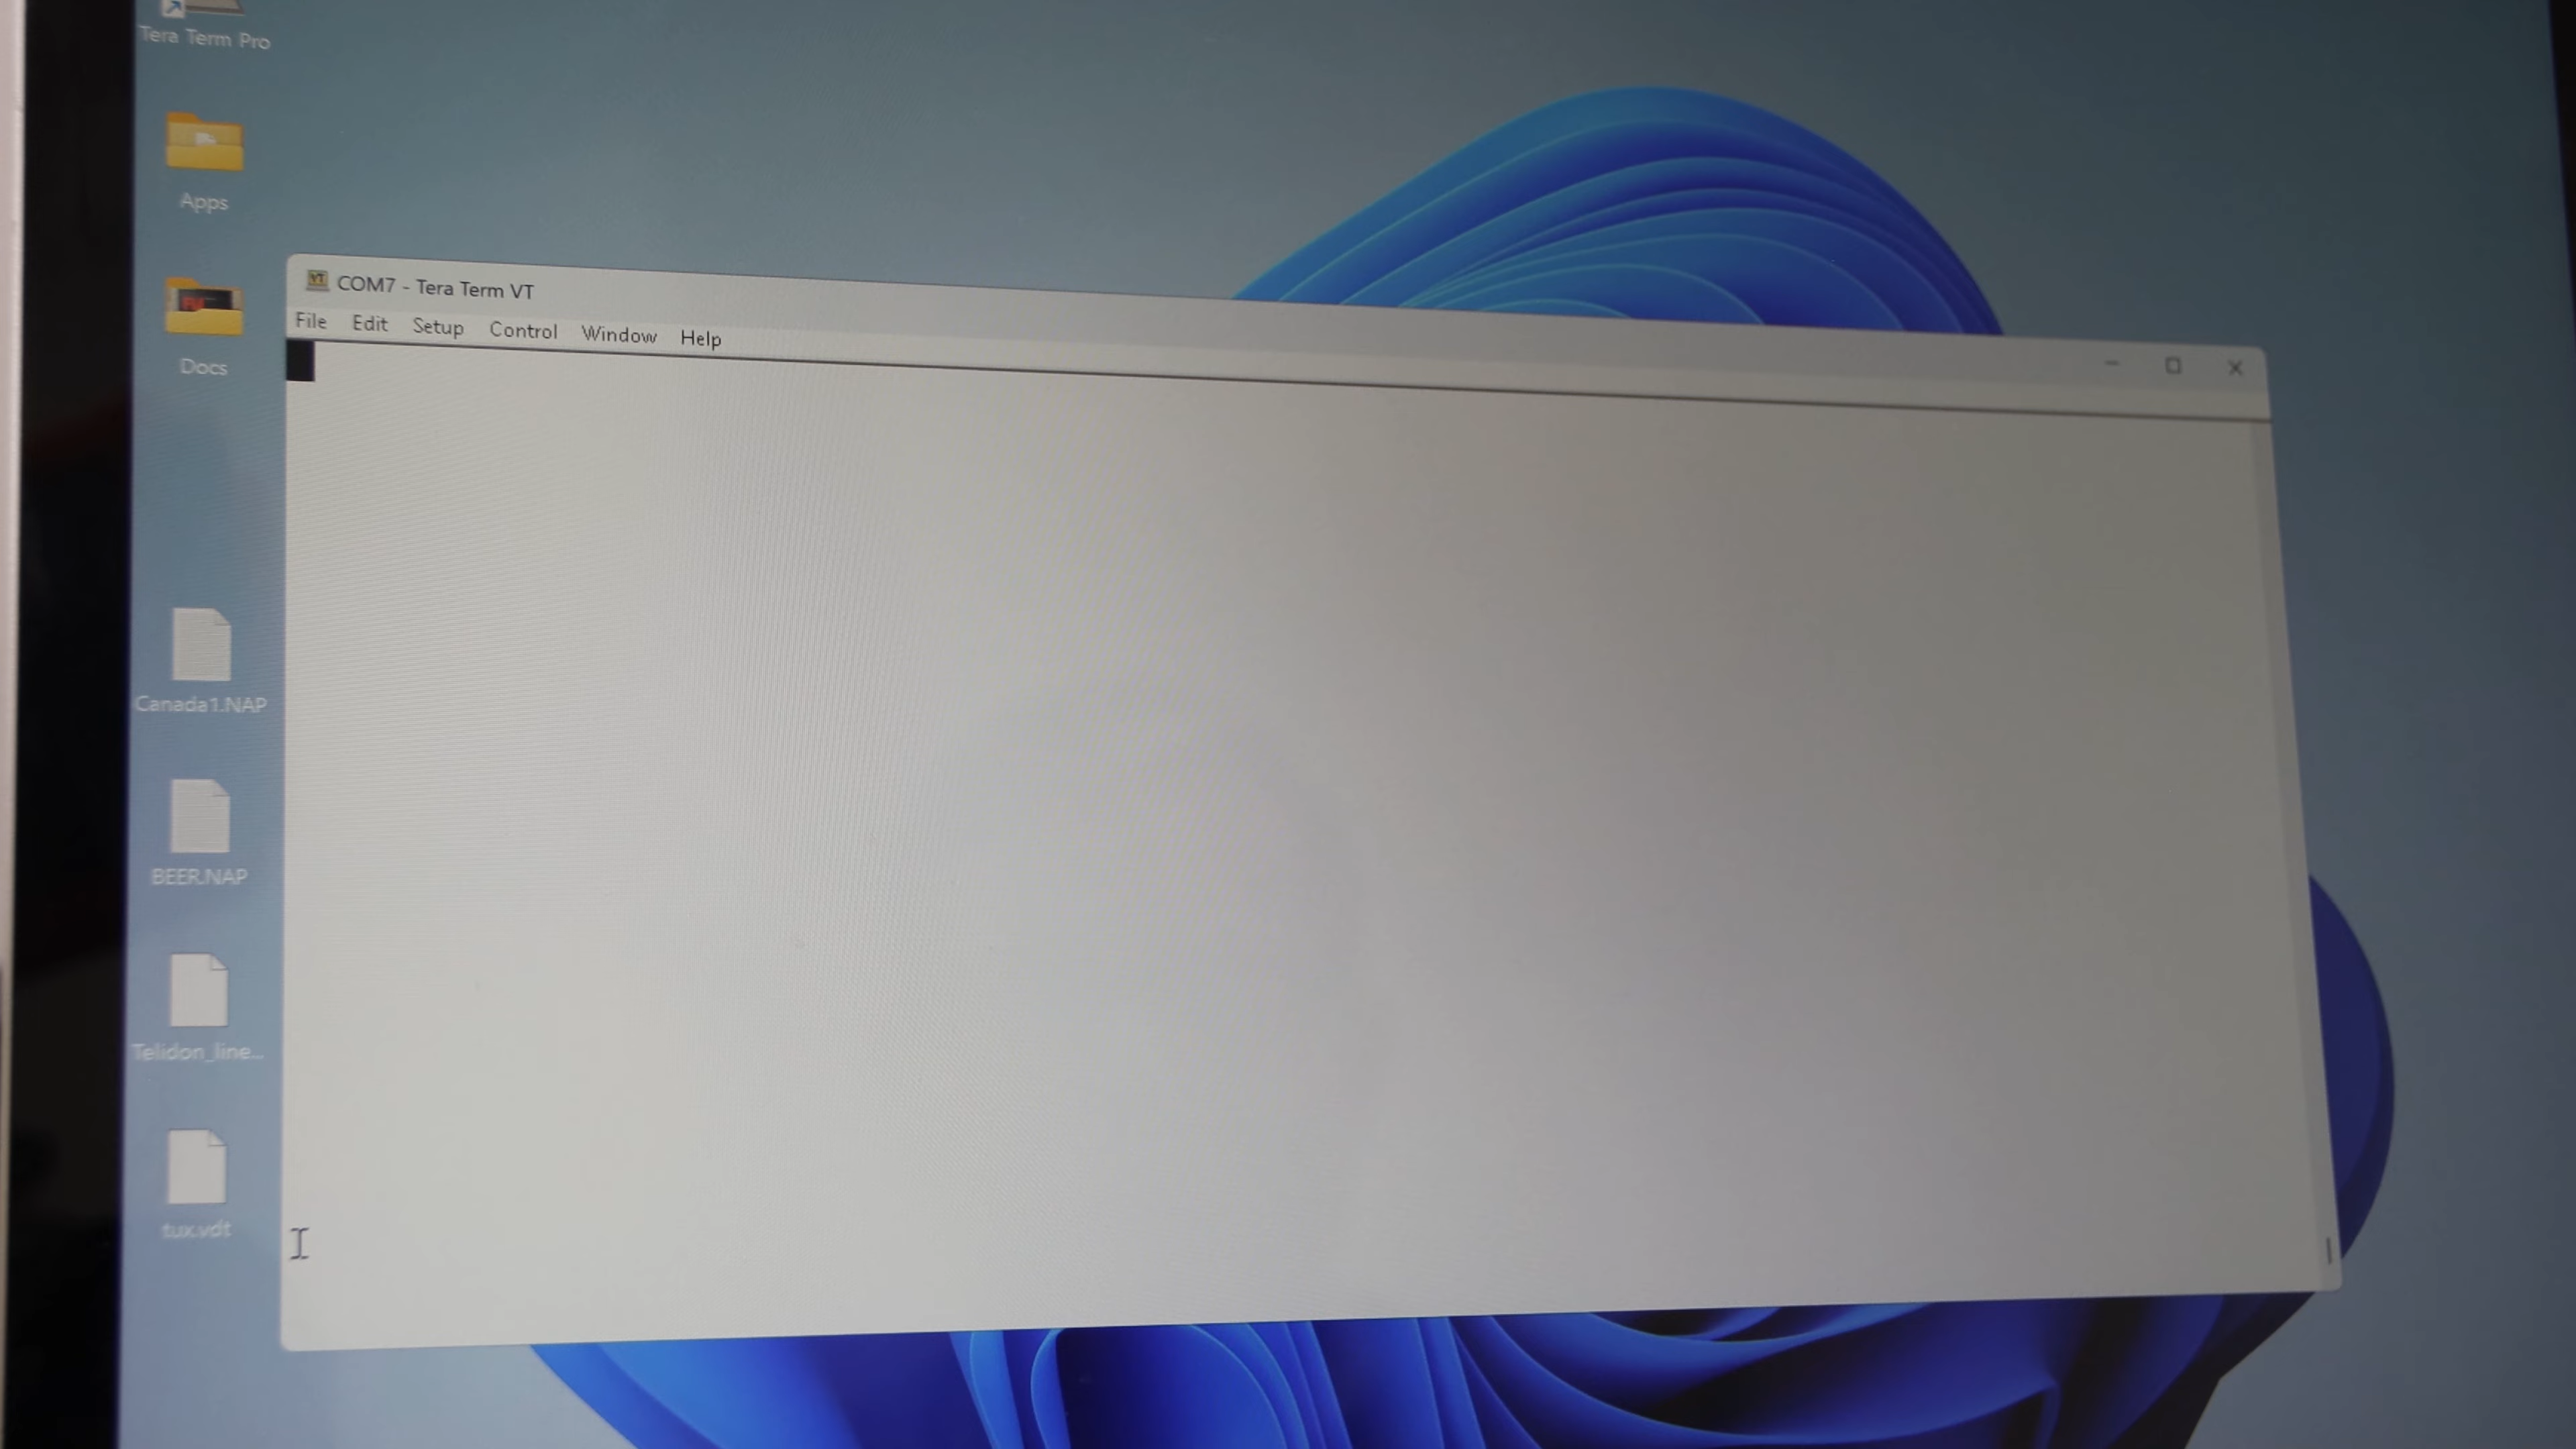 Tera Term Pro
Apps
Docs
Canada1.NAP
BEER.NAP
Telidon_line...
tux.vdt
COM7 - Tera Term VT
File Edit Setup Control Window Help